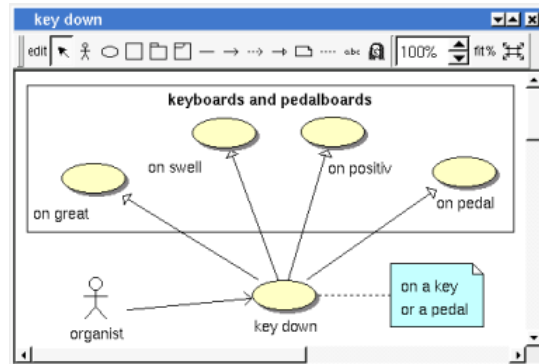 key down
edit abc 100% fit%
keyboards and pedalboards
on swell
on positiv
on great
on pedal
organist
key down
on a key
or a pedal